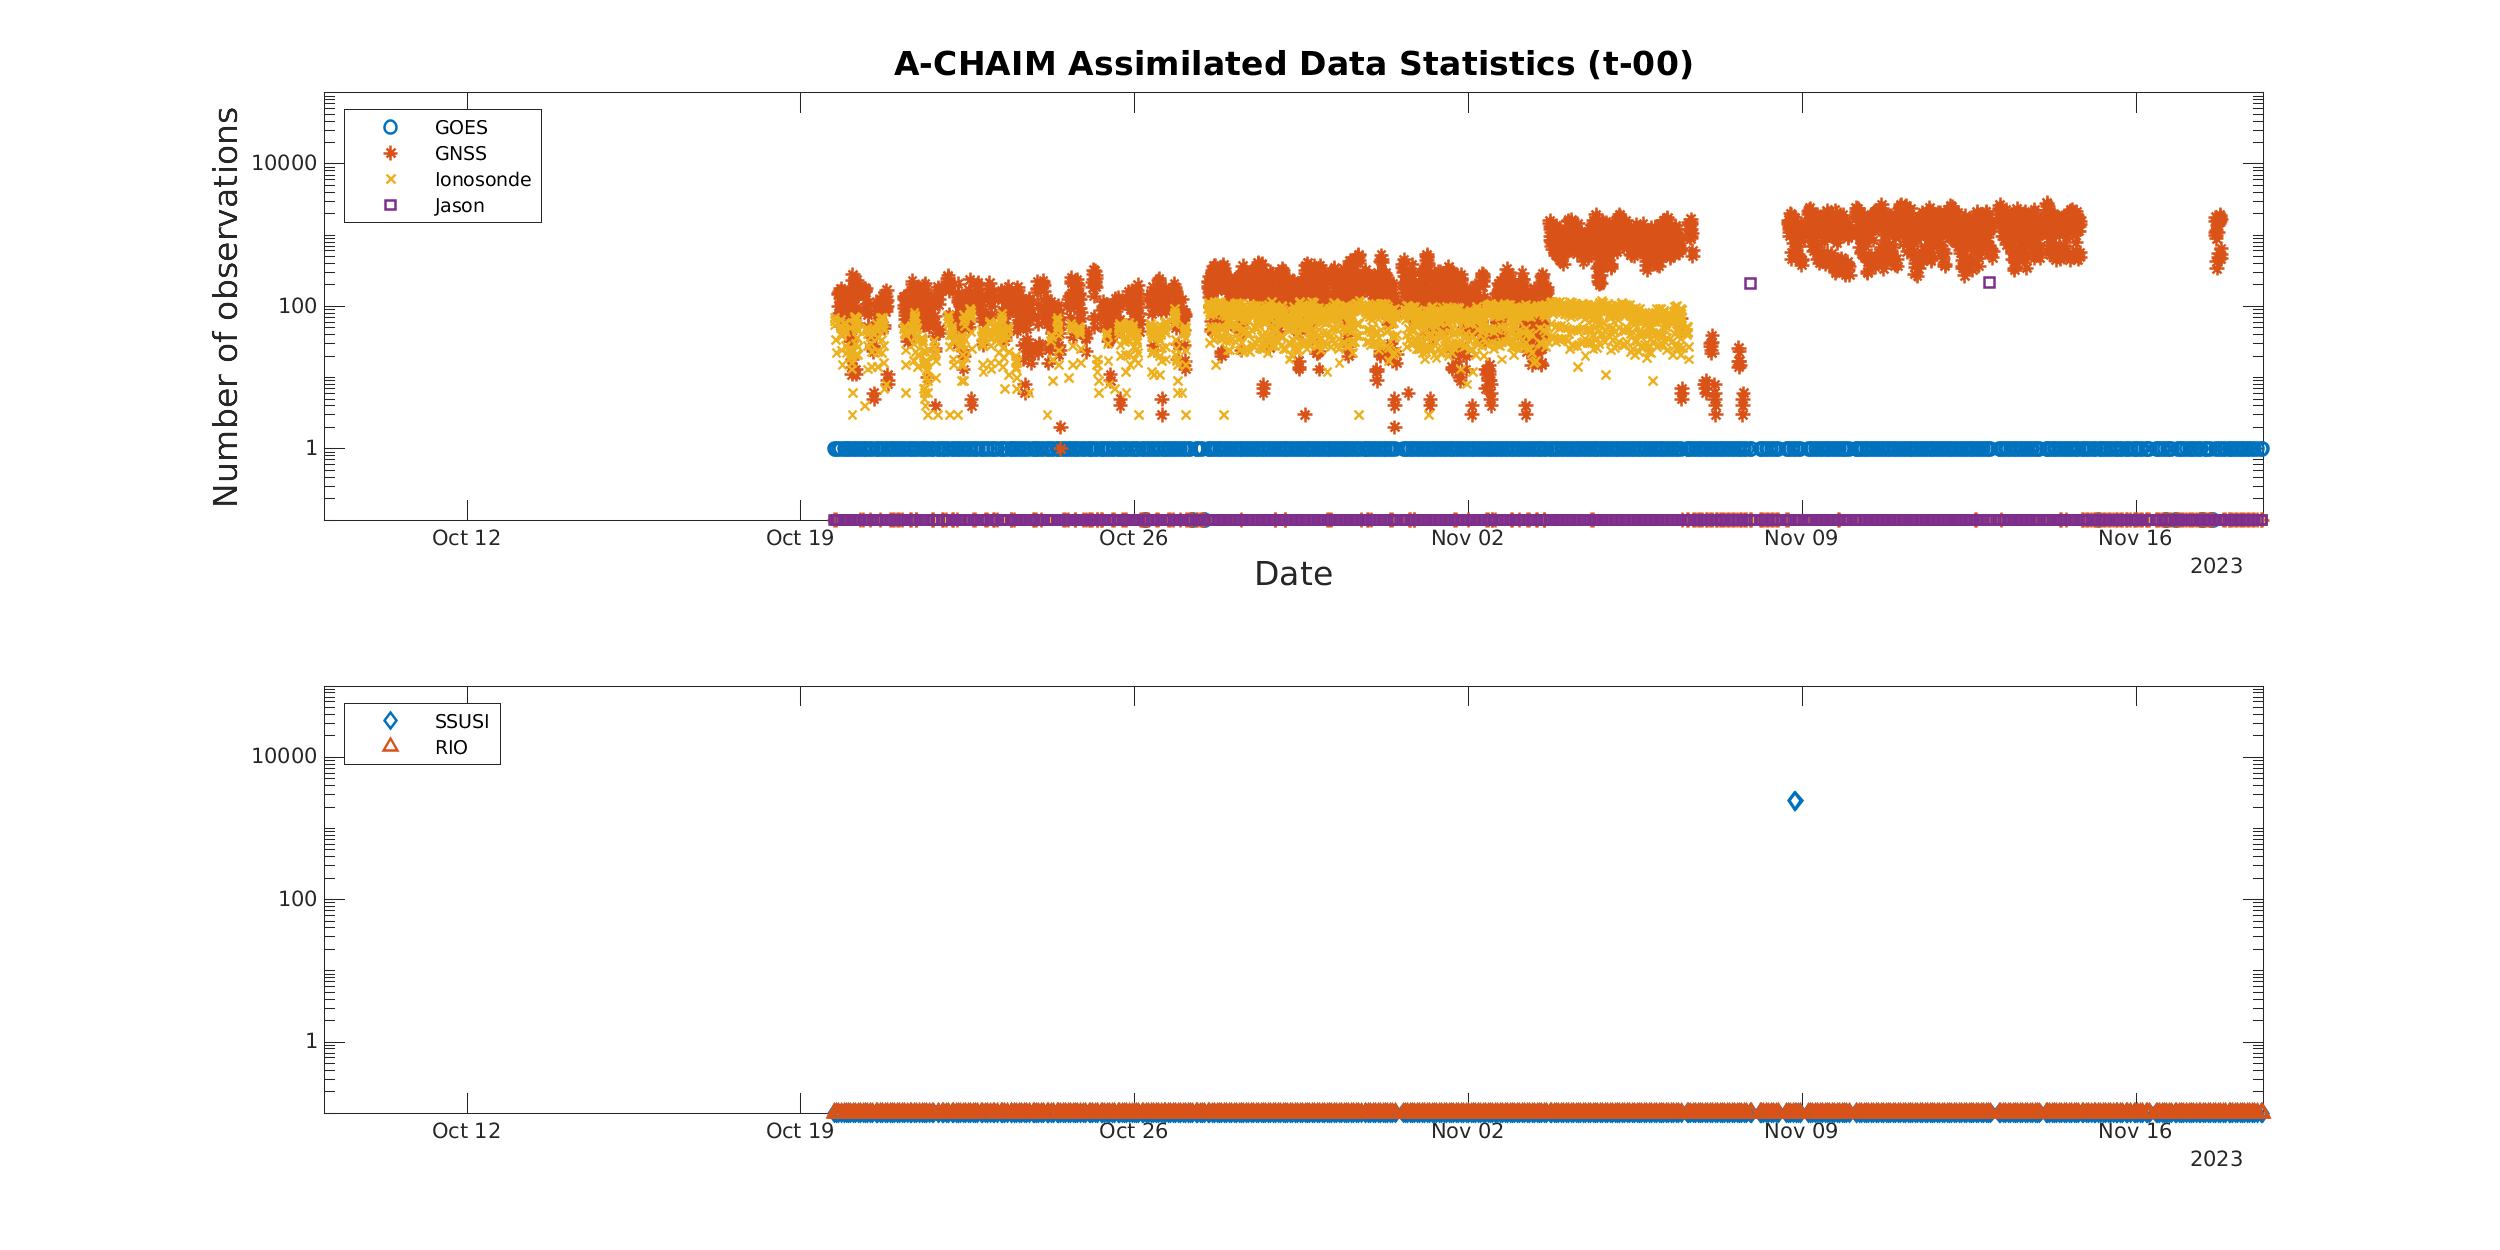 A-CHAIM Assimilated Data Statistics (t-00)
Number of observations
GOES
GNSS
Ionosonde
Jason
10000
100
1
Oct 12 Oct 19 Oct 26 Nov 02 Nov 09 Nov 16
2023
Date
SSUSI
RIO
10000
100
1
Oct 12 Oct 19 Oct 26 Nov 02 Nov 09 Nov 16
2023